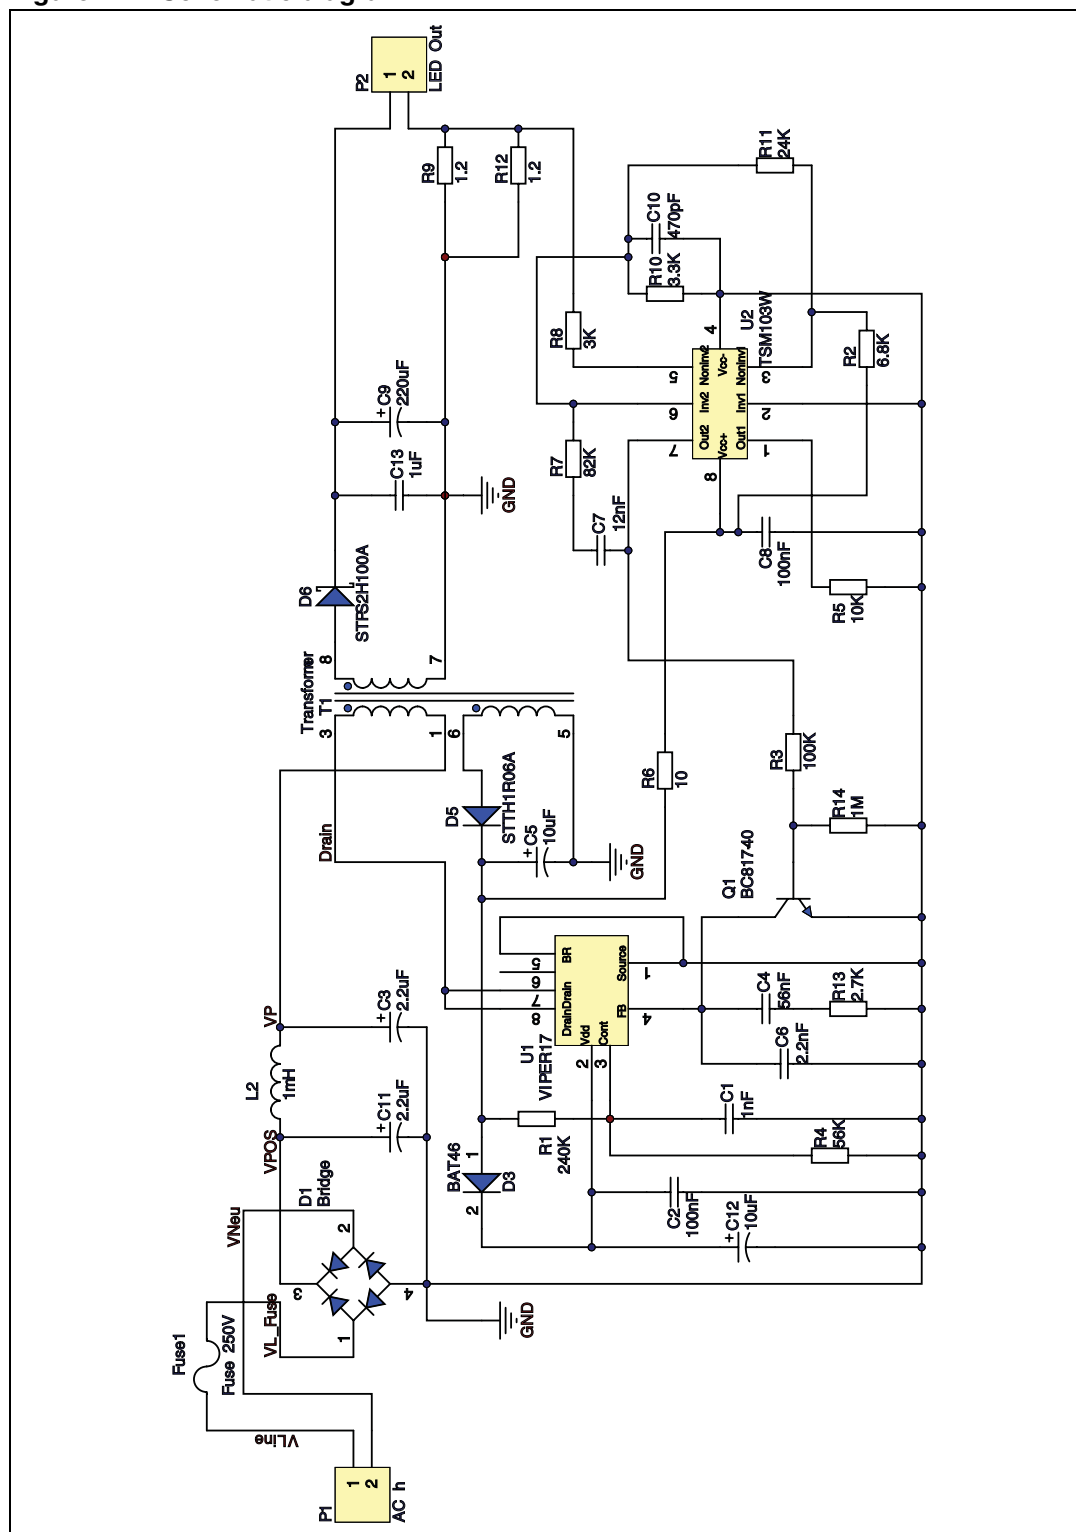 P2
1
2
LED Out
R9
1.2
R12
1.2
R11
24K
C10
470pF
R10
3.3K
C9
220uF
C13
1uF
GND
R8
3K
R7
82K
C7
12nF
U2
TSM103W
4
5
Noninv2
Vcc-
Noninv1
3
6
Inv2
Inv1
2
7
Out2
Vcc+
Out1
1
8
R2
6.8K
C8
100nF
R5
10K
D6
STPS2H100A
Transfomer
T1
8
7
3
1
6
5
Drain
D5
STTH1R06A
C5
10uF
GND
R6
10
R3
100K
R14
1M
Q1
BC81740
VP
L2
1mH
VPOS
C3
2.2uF
C11
2.2uF
U1
VIPER17
5
BR
6
7
Drain
8
Drain
Source
1
FB
4
Vdd
2
Cont
3
C4
56nF
R13
2.7K
C6
2.2nF
C1
1nF
R4
56K
R1
240K
BAT46
1
2
D3
C2
100nF
C12
10uF
D1
Bridge
2
3
4
1
VNeu
VL_Fuse
GND
Fuse1
Fuse 250V
VLine
P1
1
2
AC h